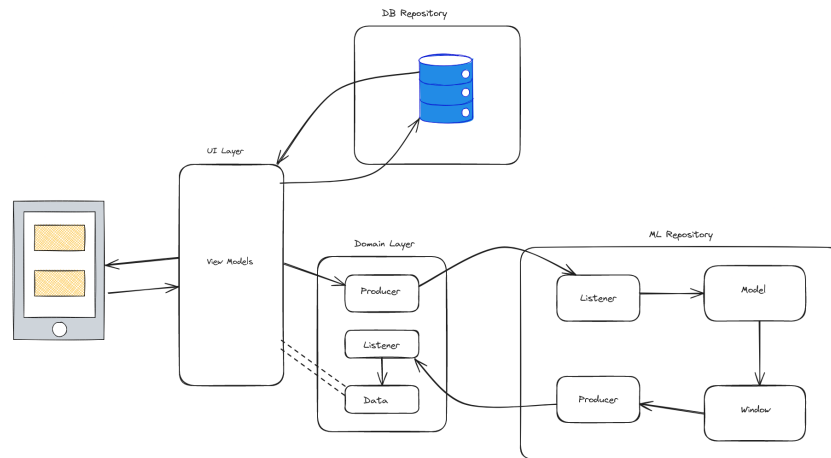 DB Repository
UI Layer
View Models
Domain Layer
Producer
Listener
Data
ML Repository
Listener
Model
Producer
Window